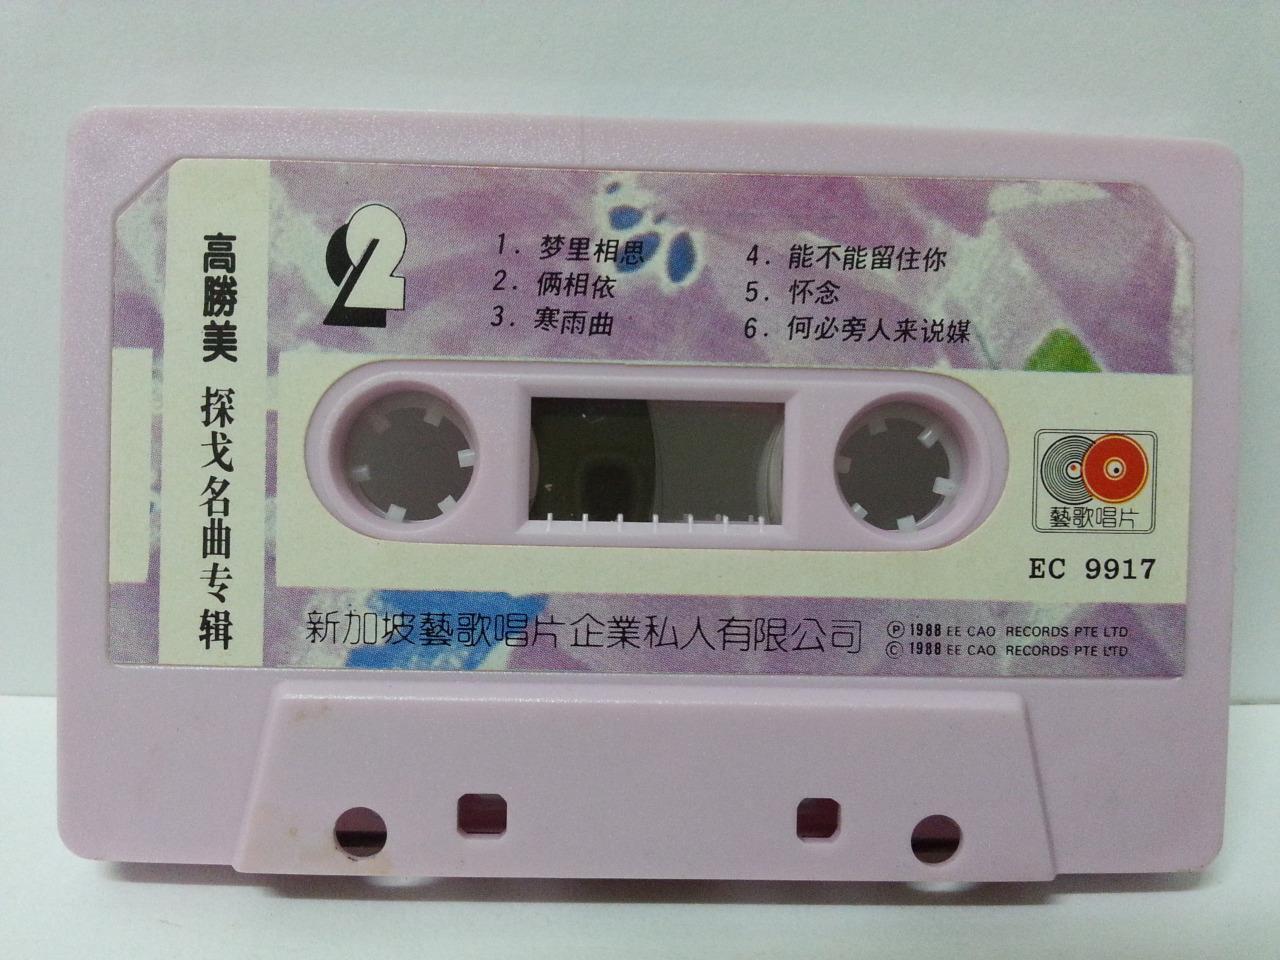 高勝美 探戈名曲专辑
2
1. 梦里相思
2. 俩相依
3. 寒雨曲
4. 能不能留住你
5. 怀念
6. 何必旁人来说媒
藝歌唱片
EC 9917
新加坡藝歌唱片企業私人有限公司
Ⓟ 1988 EE CAO RECORDS PTE LTD
Ⓒ 1988 EE CAO RECORDS PTE LTD